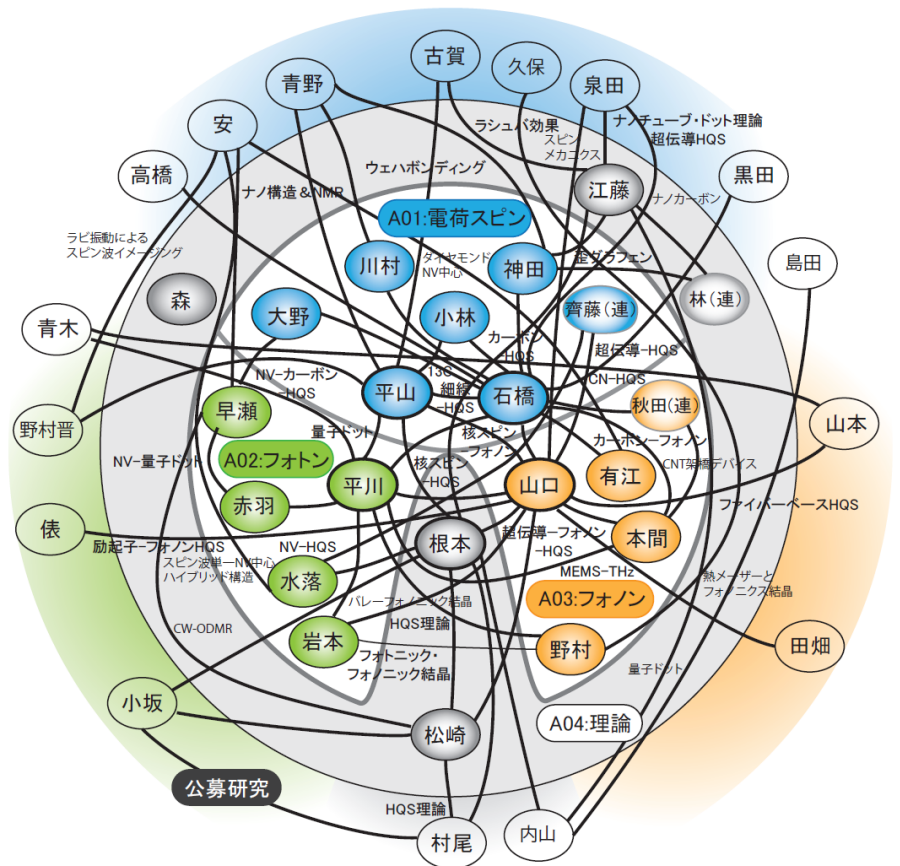 古賀
久保
青野
泉田
安
ラシュバ効果
ナノチューブ・ドット理論
超伝導HQS
スピン
メカニクス
高橋
ウェハボンディング
江藤
黒田
ナノ構造&NMR
ナノカーボン
A01:電荷スピン
ラビ振動による
スピン波イメージング
川村
ダイヤモンド
NV中心
神田
歪グラフェン
島田
森
大野
小林
齊藤(連)
林(連)
青木
カーボン
-HQS
超伝導-HQS
NV-カーボン
-HQS
13C
細線
-HQS
CN-HQS
平山
石橋
秋田(連)
早瀬
野村晋
量子ドット
核スピン
-フォノン
カーボン-フォノン
山本
NV-量子ドット
A02:フォトン
核スピン
-HQS
CNT架橋デバイス
平川
山口
有江
赤羽
ファイバーベースHQS
俵
励起子-フォノンHQS
NV-HQS
根本
超伝導-フォノン
-HQS
本間
スピン波単一NV中心
ハイブリッド構造
水落
MEMS-THz
熱メーザーと
フォノニクス結晶
バレーフォノニック結晶
A03:フォノン
CW-ODMR
HQS理論
岩本
野村
田畑
フォトニック・
フォノニック結晶
量子ドット
小坂
松崎
A04:理論
公募研究
HQS理論
村尾
内山